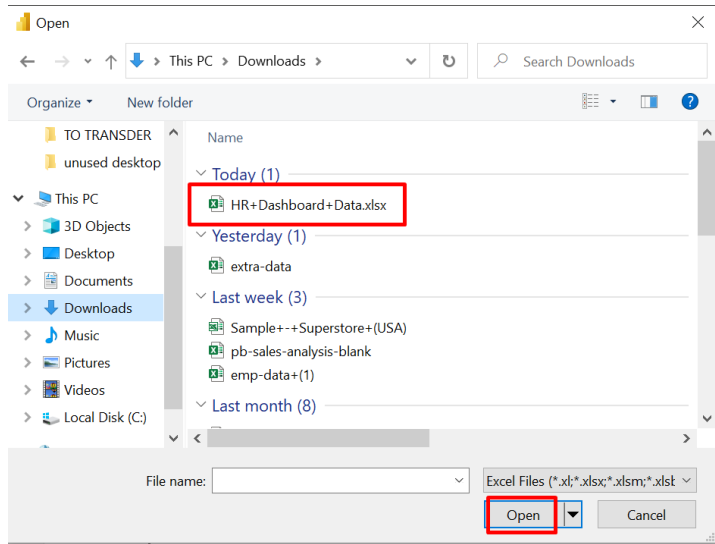 Open
This PC > Downloads >
Search Downloads
Organize
New folder
TO TRANSDER
unused desktop
This PC
3D Objects
Desktop
Documents
Downloads
Music
Pictures
Videos
Local Disk (C:)
Name
Today (1)
HR+Dashboard+Data.xlsx
Yesterday (1)
extra-data
Last week (3)
Sample+-+Superstore+(USA)
pb-sales-analysis-blank
emp-data+(1)
Last month (8)
File name:
Excel Files (*.xl;*.xlsx;*.xlsm;*.xlsb
Open
Cancel